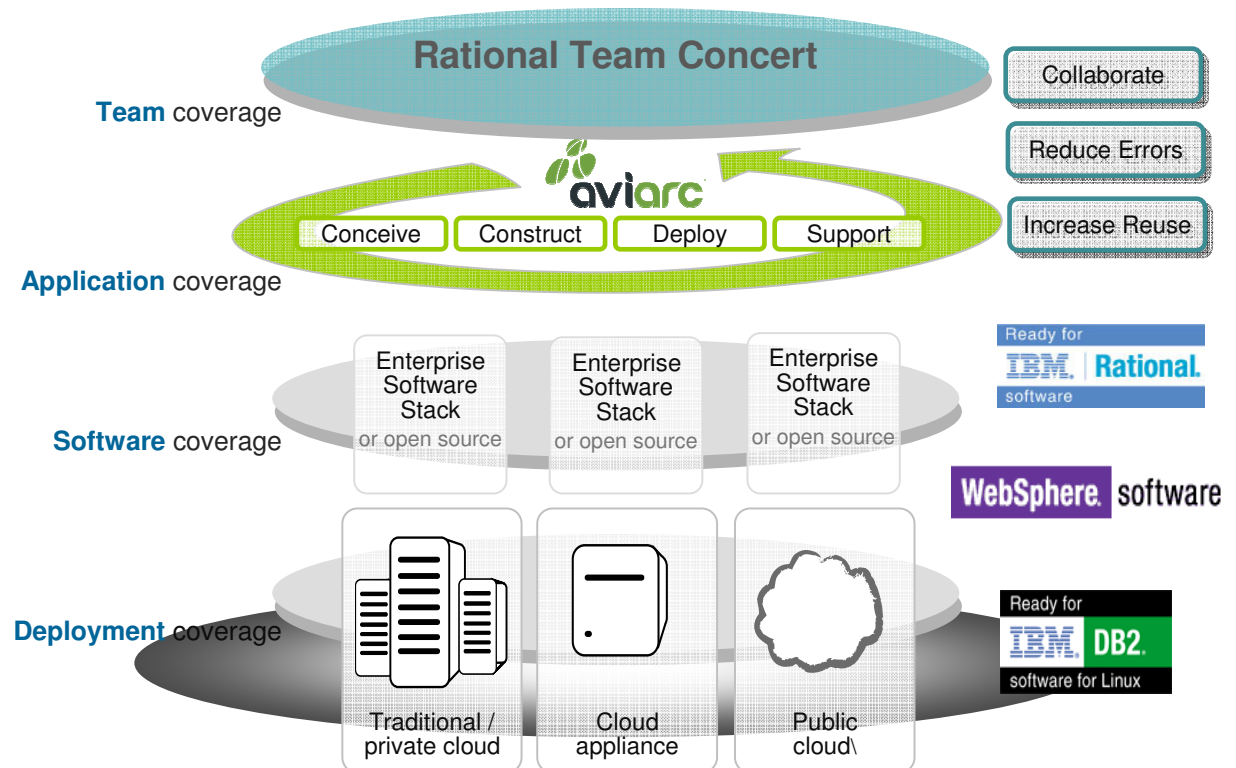 Rational Team Concert
Collaborate
Team coverage
Reduce Errors
aviarc
Conceive
Construct
Deploy
Support
Increase Reuse
Application coverage
Enterprise
Software
Stack
or open source
Enterprise
Software
Stack
or open source
Enterprise
Software
Stack
or open source
Ready for
IBM. Rational.
software
Software coverage
WebSphere. software
Deployment coverage
Ready for
IBM. DB2.
software for Linux
Traditional /
private cloud
Cloud
appliance
Public
cloud\